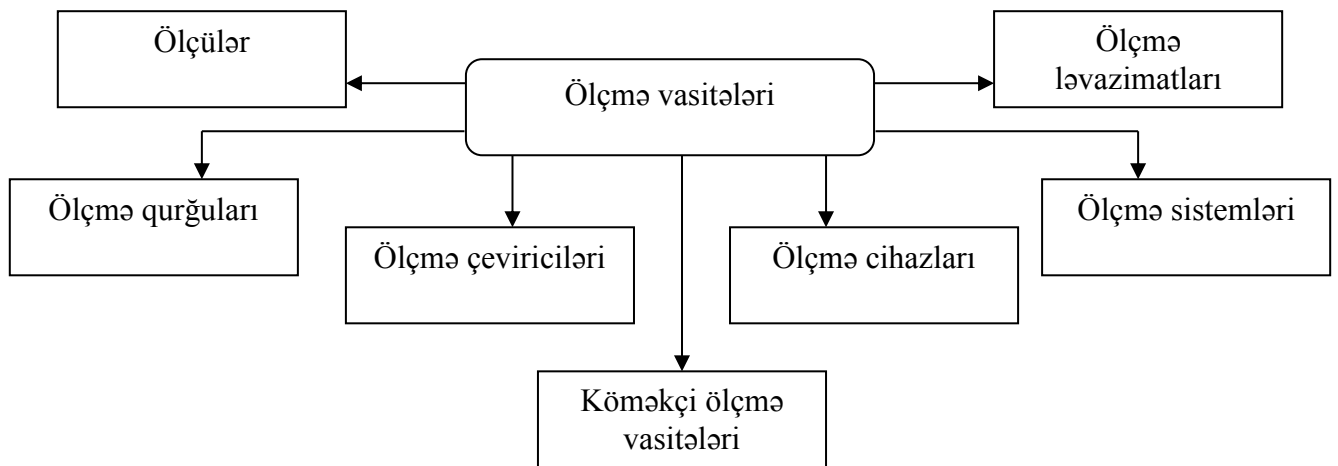 Ölçülər
Ölçmə
ləvazimatları
Ölçmə vasitələri
Ölçmə qurğuları
Ölçmə sistemləri
Ölçmə çeviriciləri
Ölçmə cihazları
Köməkçi ölçmə
vasitələri